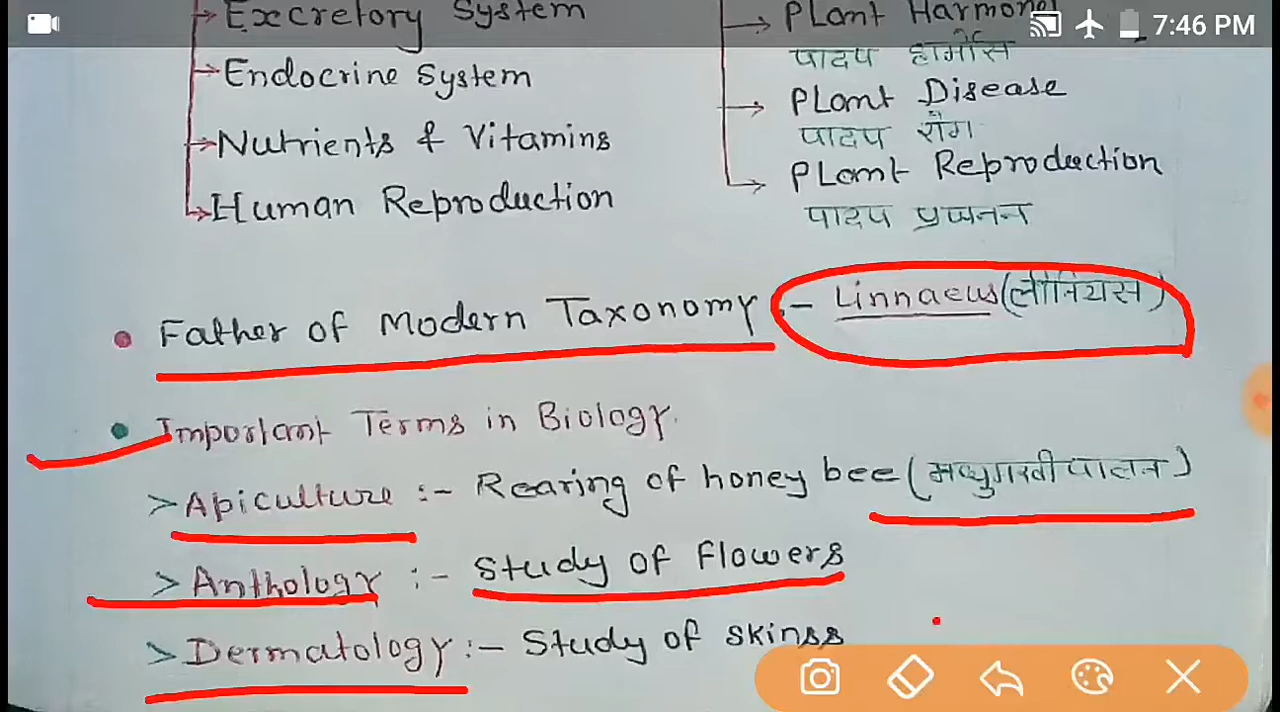 7:46 PM
Excretory System
Endocrine System
Nutrients & Vitamins
Human Reproduction
Plant Harmone
पादप हार्मोस
Plant Disease
पादप रोग
Plant Reproduction
पादप प्रजनन
Father of Modern Taxonomy :- Linnaeus (लीनियस)
Important Terms in Biology.
> Apiculture :- Rearing of honey bee (मधुमखी पालन)
> Anthology :- Study of Flowers
> Dermatology :- Study of skinss